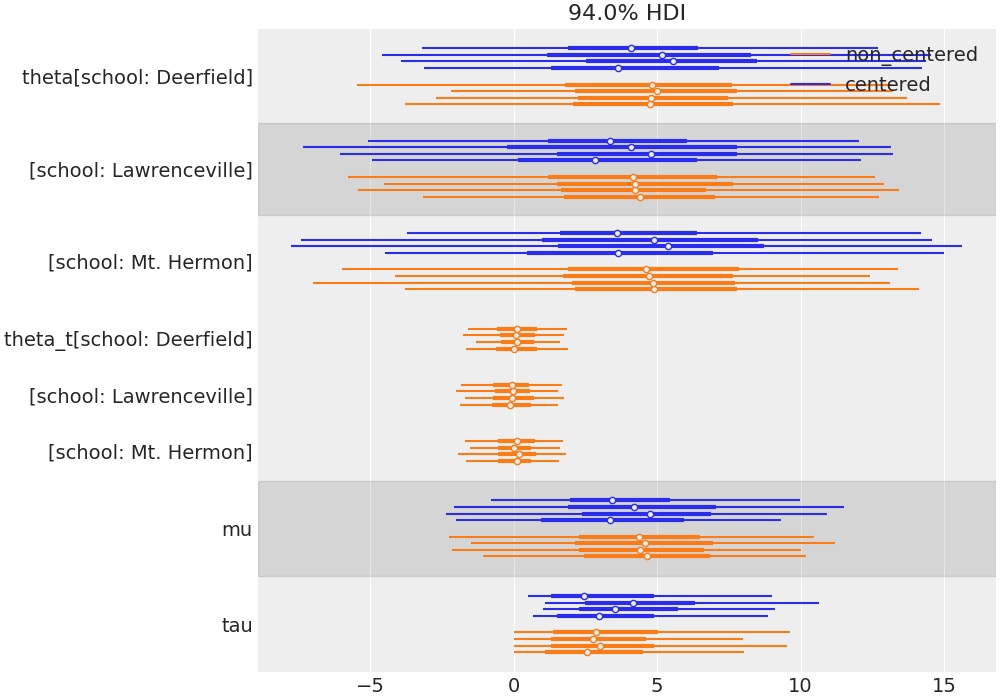 94.0% HDI
theta[school: Deerfield]
non_centered
centered
[school: Lawrenceville]
[school: Mt. Hermon]
theta_t[school: Deerfield]
[school: Lawrenceville]
[school: Mt. Hermon]
mu
tau
−5 0 5 10 15